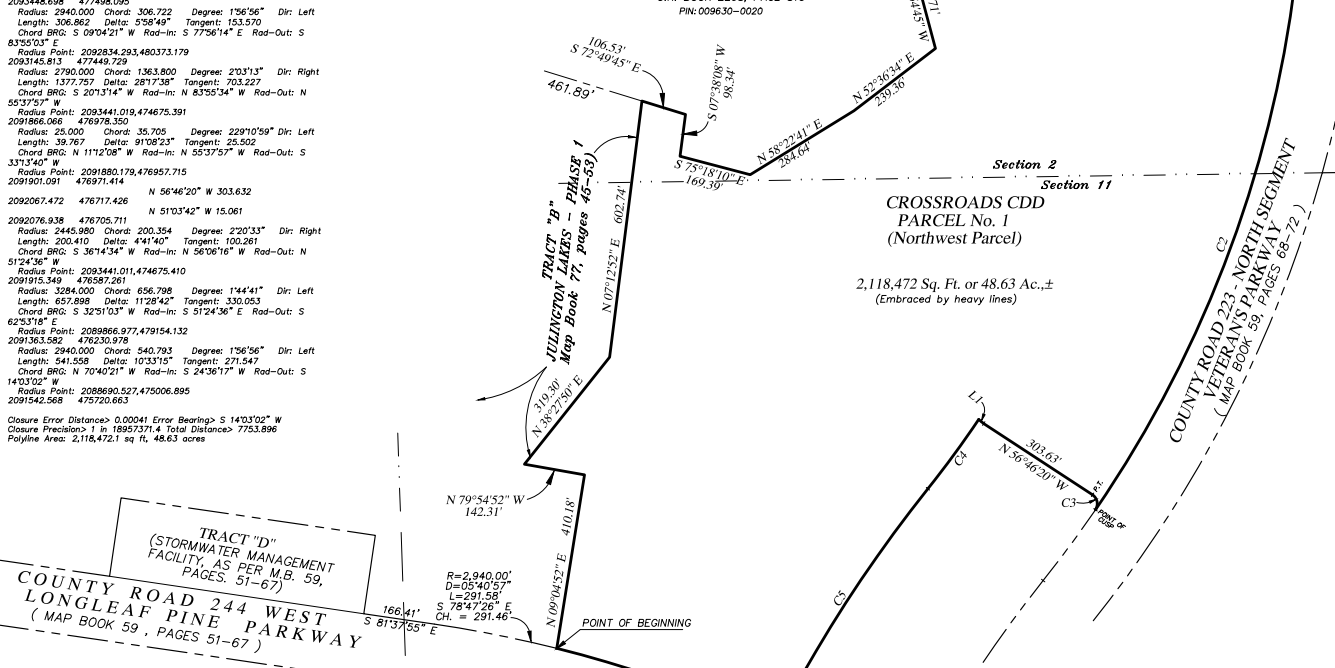 2093448.698 477498.095
Radius: 2940.000 Chord: 306.722 Degree: 1°56'56" Dir: Left
Length: 306.862 Delta: 5°58'49" Tangent: 153.570
Chord BRG: S 09°04'21" W Rad-In: S 77°56'14" E Rad-Out: S
83°55'03" E
Radius Point: 2092834.293,480373.179
2093145.813 477449.729
Radius: 2790.000 Chord: 1363.800 Degree: 2°03'13" Dir: Right
Length: 1377.757 Delta: 28°17'38" Tangent: 703.227
Chord BRG: S 20°13'14" W Rad-In: N 83°55'34" W Rad-Out: N
55°37'57" W
Radius Point: 2093441.019,474675.391
2091866.066 476978.350
Radius: 25.000 Chord: 35.705 Degree: 229°10'59" Dir: Left
Length: 39.767 Delta: 91°08'23" Tangent: 25.502
Chord BRG: N 11°12'08" W Rad-In: N 55°37'57" W Rad-Out: S
33°13'40" W
Radius Point: 2091880.179,476957.715
2091901.091 476971.414
N 56°46'20" W 303.632
2092067.472 476717.426
N 51°03'42" W 15.061
2092076.938 476705.711
Radius: 2445.980 Chord: 200.354 Degree: 2°20'33" Dir: Right
Length: 200.410 Delta: 4°41'40" Tangent: 100.261
Chord BRG: S 36°14'34" W Rad-In: N 56°06'16" W Rad-Out: N
51°24'36" W
Radius Point: 2093441.011,474675.410
2091915.349 476587.261
Radius: 3284.000 Chord: 656.798 Degree: 1°44'41" Dir: Left
Length: 657.898 Delta: 11°28'42" Tangent: 330.053
Chord BRG: S 32°51'03" W Rad-In: S 51°24'36" E Rad-Out: S
62°53'18" E
Radius Point: 2089866.977,479154.132
2091363.582 476230.978
Radius: 2940.000 Chord: 540.793 Degree: 1°56'56" Dir: Left
Length: 541.558 Delta: 10°33'15" Tangent: 271.547
Chord BRG: N 70°40'21" W Rad-In: S 24°36'17" W Rad-Out: S
14°03'02" W
Radius Point: 2088690.527,475006.895
2091542.568 475720.663
Closure Error Distance> 0.00041 Error Bearing> S 14°03'02" W
Closure Precision> 1 in 18957371.4 Total Distance> 7753.896
Polyline Area: 2,118,472.1 sq ft, 48.63 acres
PIN: 009630-0020
106.53'
S 72°49'45" E
461.89'
S 07°38'08" W
98.34'
N 52°36'34" E
239.36'
N 58°22'41" E
284.64'
S 75°18'10" E
169.39'
Section 2
Section 11
CROSSROADS CDD
PARCEL No. 1
(Northwest Parcel)
2,118,472 Sq. Ft. or 48.63 Ac.,±
(Embraced by heavy lines)
TRACT "B"
JULINGTON LAKES - PHASE 1
Map Book 77, pages 45-53)
N 07°12'52" E 602.74'
319.30'
N 38°27'50" E
N 79°54'52" W
142.31'
N 09°04'52" E 410.18'
C2
COUNTY ROAD 223 - NORTH SEGMENT
VETERAN'S PARKWAY
( MAP BOOK 59, PAGES 68-72 )
L1
303.63'
N 56°46'20" W
C4
C3
P.T.
POINT OF
CUSP
C5
TRACT "D"
(STORMWATER MANAGEMENT
FACILITY, AS PER M.B. 59,
PAGES. 51-67)
COUNTY ROAD 244 WEST
LONGLEAF PINE PARKWAY
( MAP BOOK 59 , PAGES 51-67 )
166.41'
S 81°37'55" E
R=2,940.00'
D=05°40'57"
L=291.58'
S 78°47'26" E
CH. = 291.46'
POINT OF BEGINNING